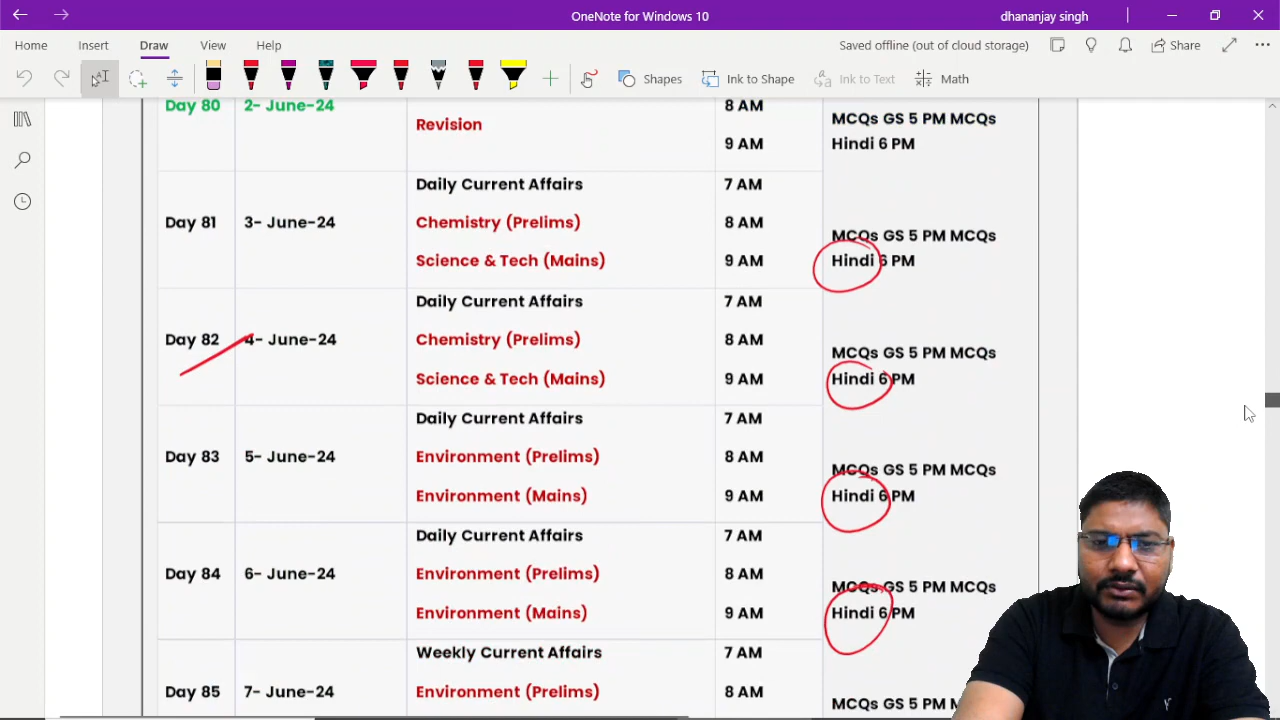 OneNote for Windows 10
dhananjay singh
Home Insert Draw View Help
Saved offline (out of cloud storage)
Share
Shapes
Ink to Shape
Ink to Text
Math
Day 80 2- June-24 8 AM
Revision
MCQs GS 5 PM MCQs
9 AM Hindi 6 PM
Daily Current Affairs 7 AM
Day 81 3- June-24 Chemistry (Prelims) 8 AM
MCQs GS 5 PM MCQs
Science & Tech (Mains) 9 AM Hindi 6 PM
Daily Current Affairs 7 AM
Day 82 4- June-24 Chemistry (Prelims) 8 AM
MCQs GS 5 PM MCQs
Science & Tech (Mains) 9 AM Hindi 6 PM
Daily Current Affairs 7 AM
Day 83 5- June-24 Environment (Prelims) 8 AM
MCQs GS 5 PM MCQs
Environment (Mains) 9 AM Hindi 6 PM
Daily Current Affairs 7 AM
Day 84 6- June-24 Environment (Prelims) 8 AM
MCQs GS 5 PM MCQs
Environment (Mains) 9 AM Hindi 6 PM
Weekly Current Affairs 7 AM
Day 85 7- June-24 Environment (Prelims) 8 AM
MCQs GS 5 PM